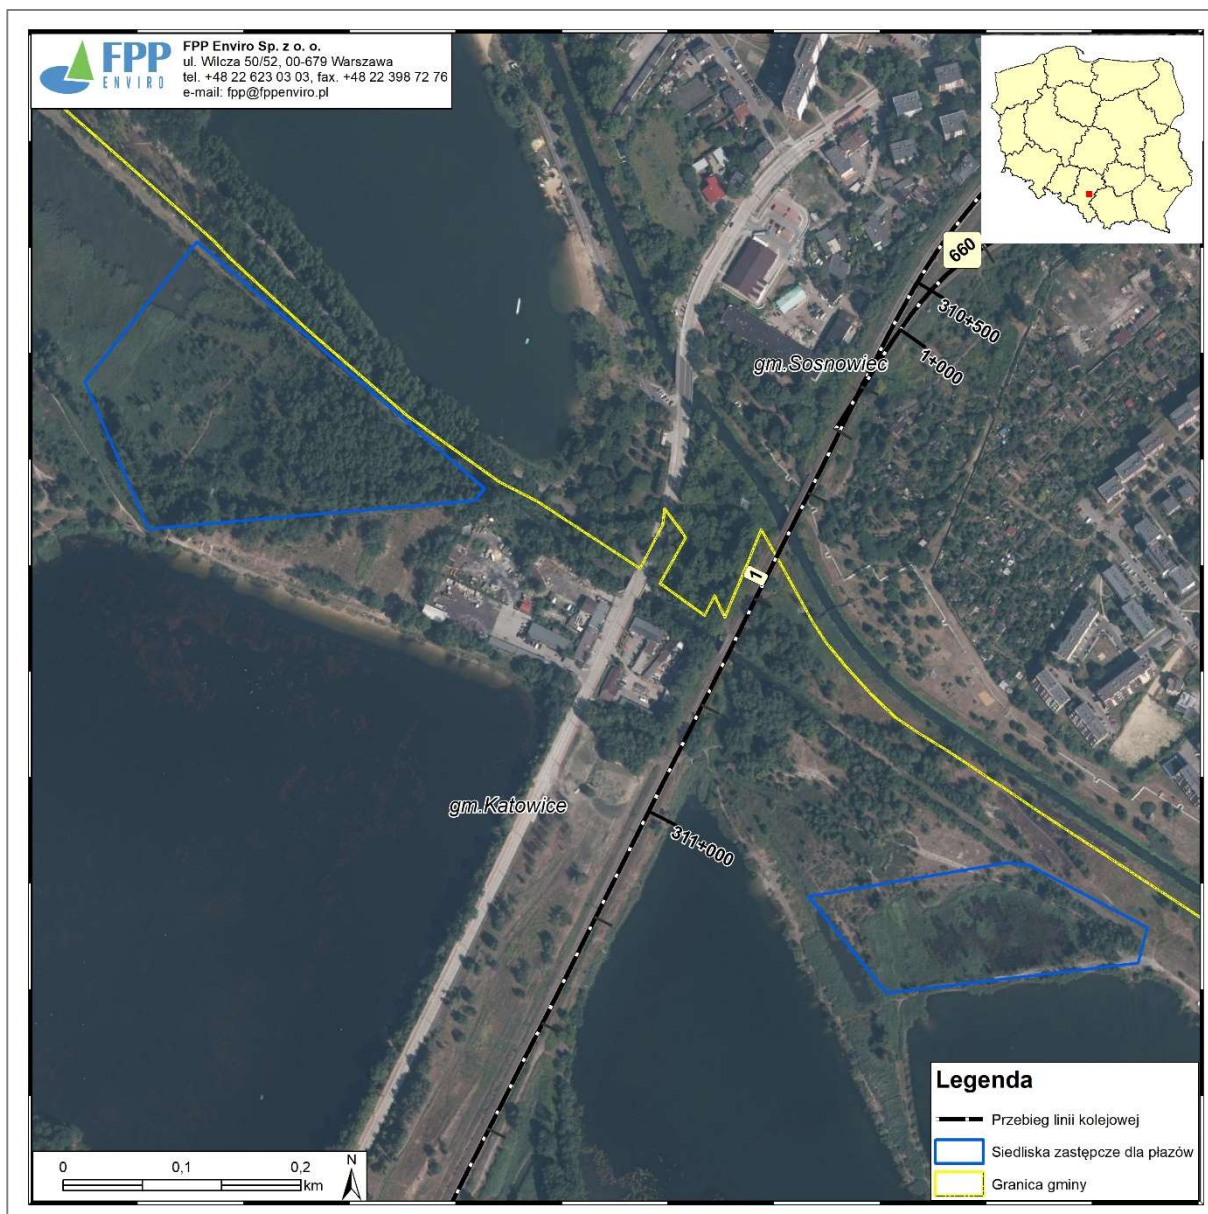 FPP
ENVIRO
FPP Enviro Sp. z o. o.
ul. Wilcza 50/52, 00-679 Warszawa
tel. +48 22 623 03 03, fax. +48 22 398 72 76
e-mail: fpp@fppenviro.pl
660
310+500
1+000
gm.Sosnowiec
1
gm.Katowice
311+000
Legenda
Przebieg linii kolejowej
Siedliska zastępcze dla płazów
Granica gminy
0 0,1 0,2
km
N